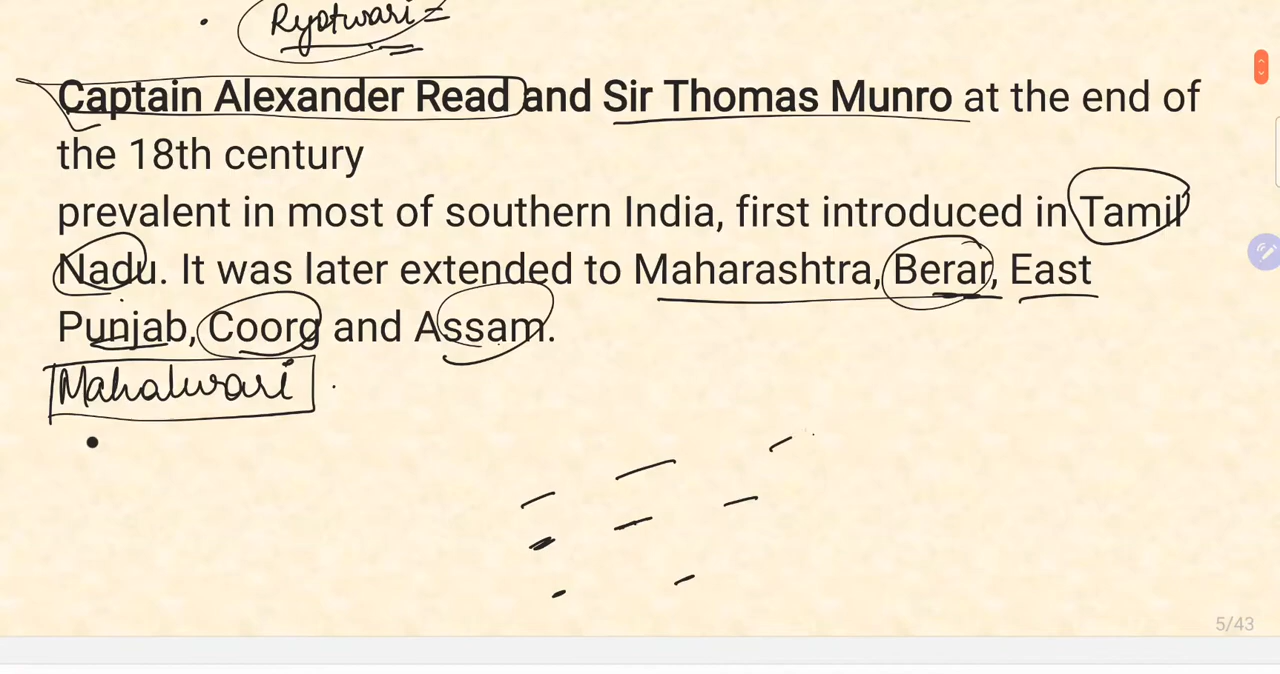 Ryotwari =
Captain Alexander Read and Sir Thomas Munro at the end of
the 18th century
prevalent in most of southern India, first introduced in Tamil
Nadu. It was later extended to Maharashtra, Berar, East
Punjab, Coorg and Assam.
Mahalwari
5/43